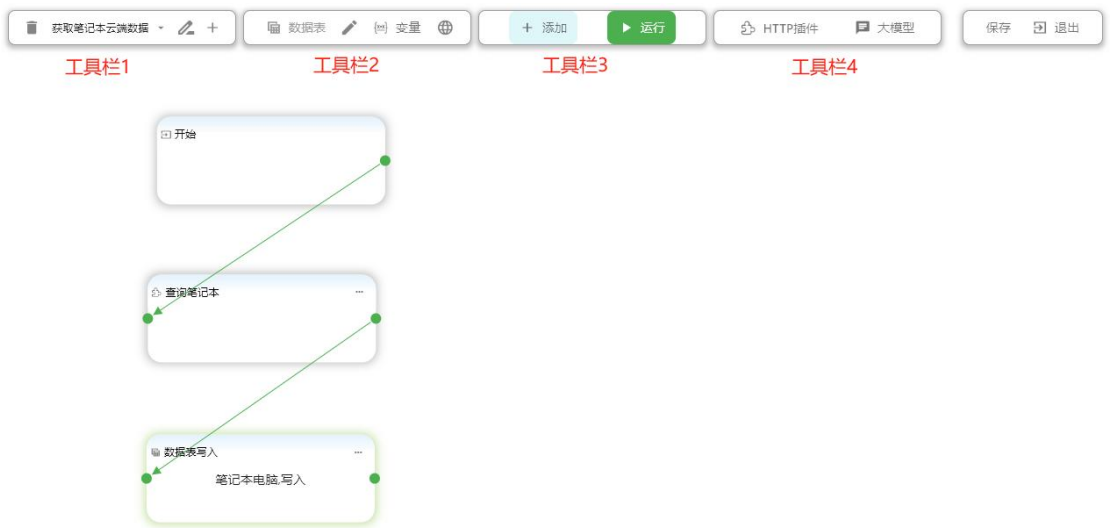 获取笔记本云端数据 数据表 变量 + 添加 运行 HTTP插件 大模型 保存 退出
工具栏1 工具栏2 工具栏3 工具栏4
开始
查询笔记本
数据表写入
笔记本电脑,写入